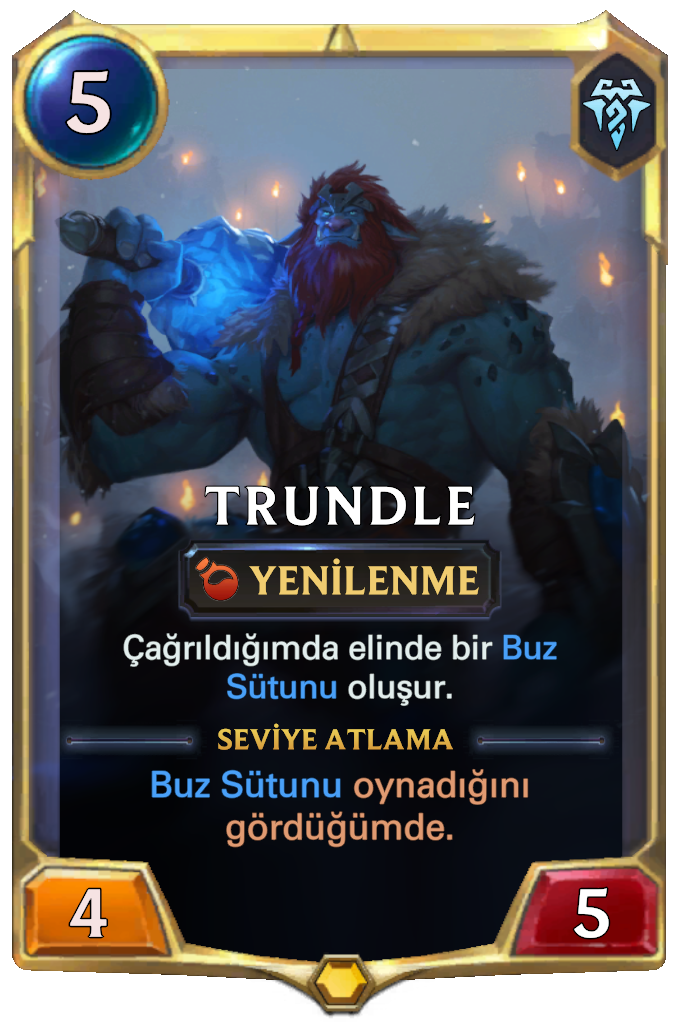 5
TRUNDLE
YENİLENME
Çağrıldığımda elinde bir Buz
Sütunu oluşur.
SEVİYE ATLAMA
Buz Sütunu oynadığını
gördüğümde.
4
5